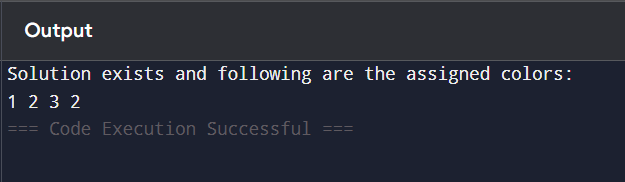 Output
Solution exists and following are the assigned colors:
1 2 3 2
=== Code Execution Successful ===